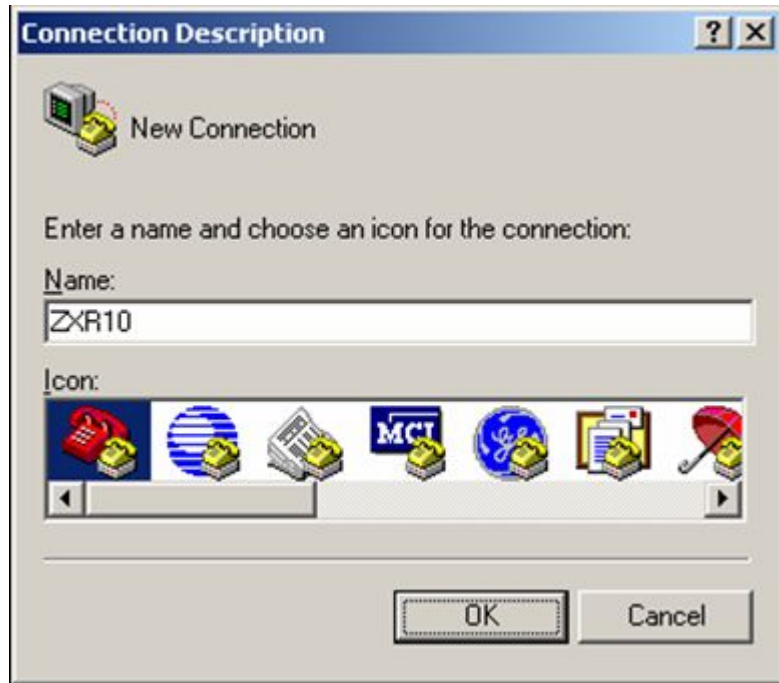 Connection Description
New Connection
Enter a name and choose an icon for the connection:
Name:
ZXR10
Icon:
MCI
OK Cancel